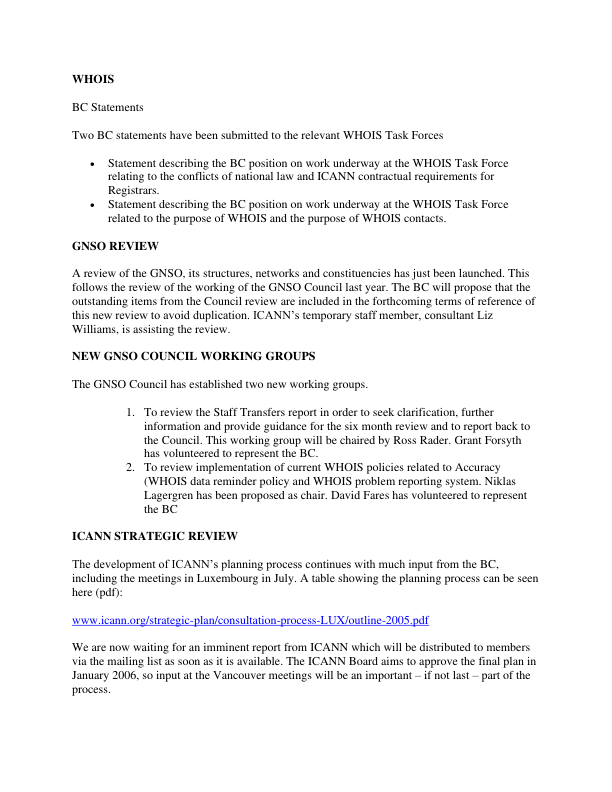 WHOIS
BC Statements
Two BC statements have been submitted to the relevant WHOIS Task Forces
• Statement describing the BC position on work underway at the WHOIS Task Force
relating to the conflicts of national law and ICANN contractual requirements for
Registrars.
• Statement describing the BC position on work underway at the WHOIS Task Force
related to the purpose of WHOIS and the purpose of WHOIS contacts.
GNSO REVIEW
A review of the GNSO, its structures, networks and constituencies has just been launched. This
follows the review of the working of the GNSO Council last year. The BC will propose that the
outstanding items from the Council review are included in the forthcoming terms of reference of
this new review to avoid duplication. ICANN’s temporary staff member, consultant Liz
Williams, is assisting the review.
NEW GNSO COUNCIL WORKING GROUPS
The GNSO Council has established two new working groups.
1. To review the Staff Transfers report in order to seek clarification, further
information and provide guidance for the six month review and to report back to
the Council. This working group will be chaired by Ross Rader. Grant Forsyth
has volunteered to represent the BC.
2. To review implementation of current WHOIS policies related to Accuracy
(WHOIS data reminder policy and WHOIS problem reporting system. Niklas
Lagergren has been proposed as chair. David Fares has volunteered to represent
the BC
ICANN STRATEGIC REVIEW
The development of ICANN’s planning process continues with much input from the BC,
including the meetings in Luxembourg in July. A table showing the planning process can be seen
here (pdf):
www.icann.org/strategic-plan/consultation-process-LUX/outline-2005.pdf
We are now waiting for an imminent report from ICANN which will be distributed to members
via the mailing list as soon as it is available. The ICANN Board aims to approve the final plan in
January 2006, so input at the Vancouver meetings will be an important – if not last – part of the
process.